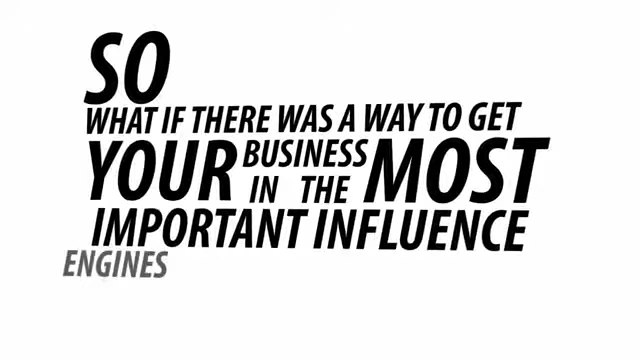 SO
WHAT IF THERE WAS A WAY TO GET
YOUR BUSINESS IN THE MOST
IMPORTANT INFLUENCE
ENGINES